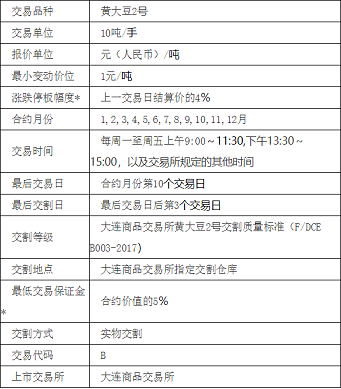 交易品种 黄大豆2号
交易单位 10吨/手
报价单位 元（人民币）/吨
最小变动价位 1元/吨
涨跌停板幅度* 上一交易日结算价的4%
合约月份 1,2,3,4,5,6,7,8,9,10,11,12月
交易时间 每周一至周五上午9:00～11:30,下午13:30～
15:00，以及交易所规定的其他时间
最后交易日 合约月份第10个交易日
最后交割日 最后交易日后第3个交易日
交割等级 大连商品交易所黄大豆2号交割质量标准（F/DCE
B003-2017）
交割地点 大连商品交易所指定交割仓库
最低交易保证金
* 合约价值的5%
交割方式 实物交割
交易代码 B
上市交易所 大连商品交易所